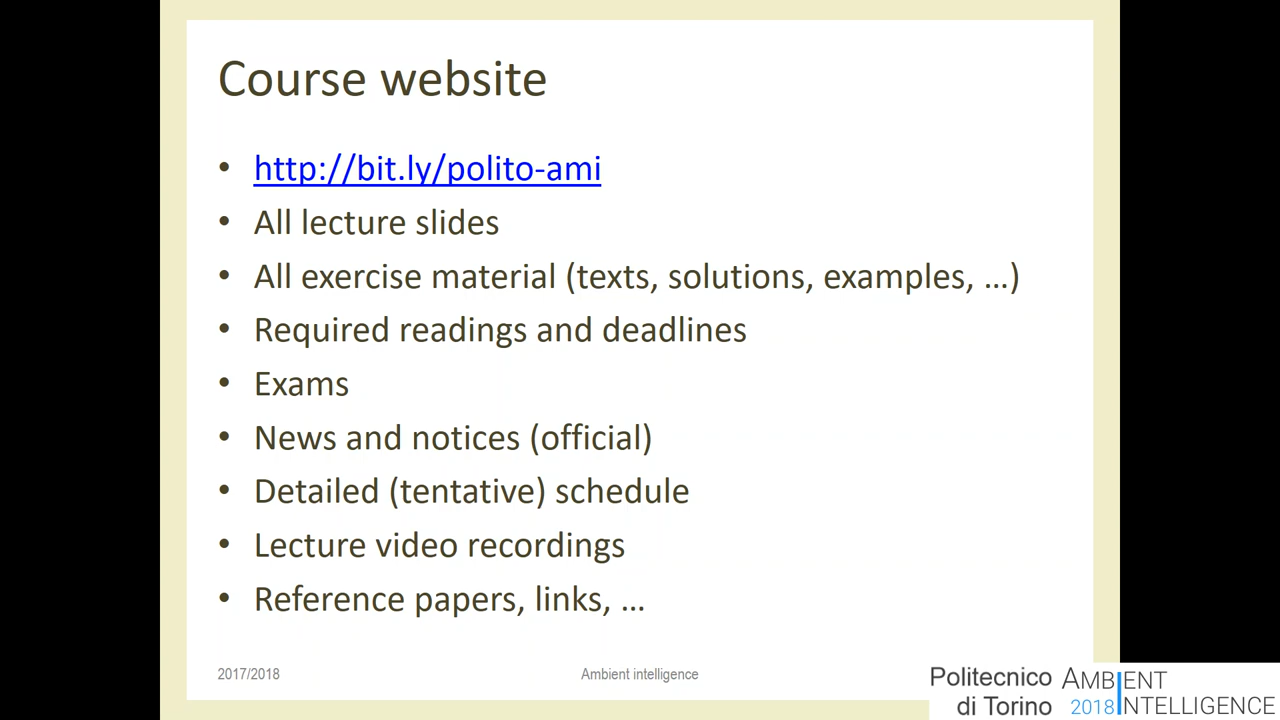 Course website
• http://bit.ly/polito-ami
• All lecture slides
• All exercise material (texts, solutions, examples, …)
• Required readings and deadlines
• Exams
• News and notices (official)
• Detailed (tentative) schedule
• Lecture video recordings
• Reference papers, links, …
2017/2018
Ambient intelligence
Politecnico
di Torino
AMBIENT
2018 INTELLIGENCE